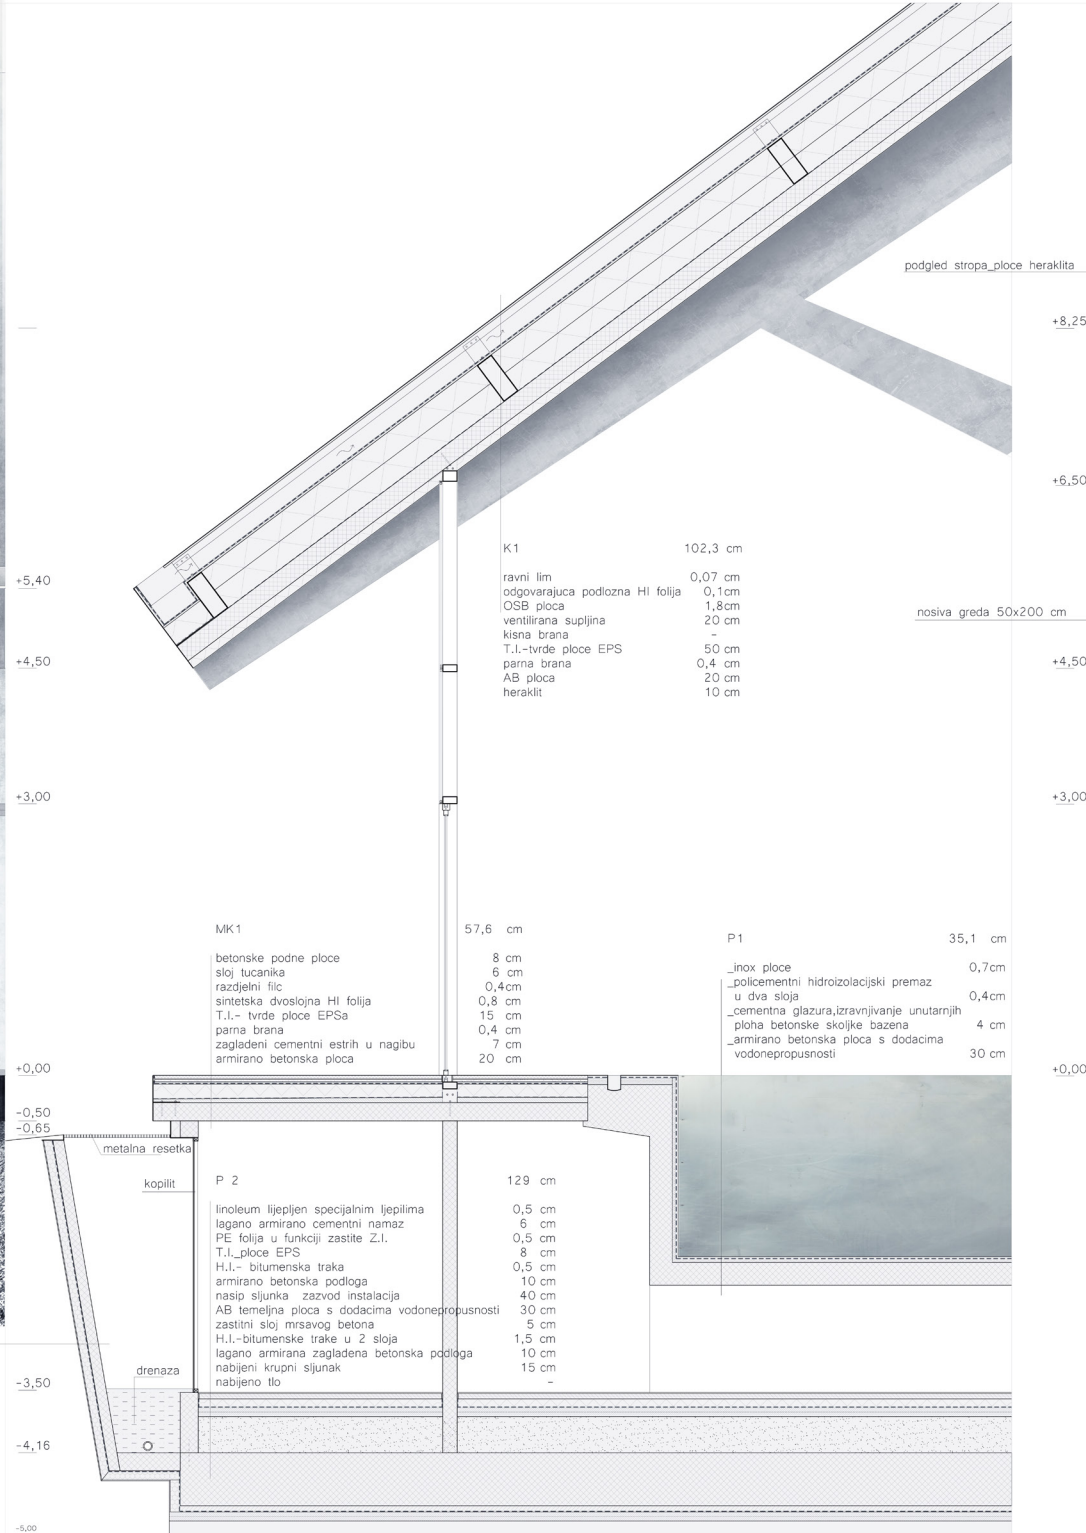 podgled stropa_ploce heraklita
+8,25
+6,50
K1 102,3 cm
ravni lim 0,07 cm
odgovarajuca podlozna HI folija 0,1cm
OSB ploca 1,8cm
ventilirana supljina 20 cm
kisna brana -
T.I.-tvrde ploce EPS 50 cm
parna brana 0,4 cm
AB ploca 20 cm
heraklit 10 cm
+5,40
nosiva greda 50x200 cm
+4,50
+4,50
+3,00
+3,00
MK1 57,6 cm
betonske podne ploce 8 cm
sloj tucanika 6 cm
razdjelni filc 0,4cm
sintetska dvoslojna HI folija 0,8 cm
T.I.- tvrde ploce EPSa 15 cm
parna brana 0,4 cm
zagladeni cementni estrih u nagibu 7 cm
armirano betonska ploca 20 cm
P1 35,1 cm
_inox ploce 0,7cm
_policementni hidroizolacijski premaz
u dva sloja 0,4cm
_cementna glazura,izravnjivanje unutarnjih
ploha betonske skoljke bazena 4 cm
_armirano betonska ploca s dodacima
vodonepropusnosti 30 cm
+0,00
+0,00
-0,50
-0,65
metalna resetka
kopilit
P 2 129 cm
linoleum lijepljen specijalnim ljepilima 0,5 cm
lagano armirano cementni namaz 6 cm
PE folija u funkciji zastite Z.I. 0,5 cm
T.I._ploce EPS 8 cm
H.I.- bitumenska traka 0,5 cm
armirano betonska podloga 10 cm
nasip sljunka zazvod instalacija 40 cm
AB temeljna ploca s dodacima vodonepropusnosti 30 cm
zastitni sloj mrsavog betona 5 cm
H.I.-bitumenske trake u 2 sloja 1,5 cm
lagano armirana zagladena betonska podloga 10 cm
nabijeni krupni sljunak 15 cm
nabijeno tlo -
drenaza
-3,50
-4,16
-5,00